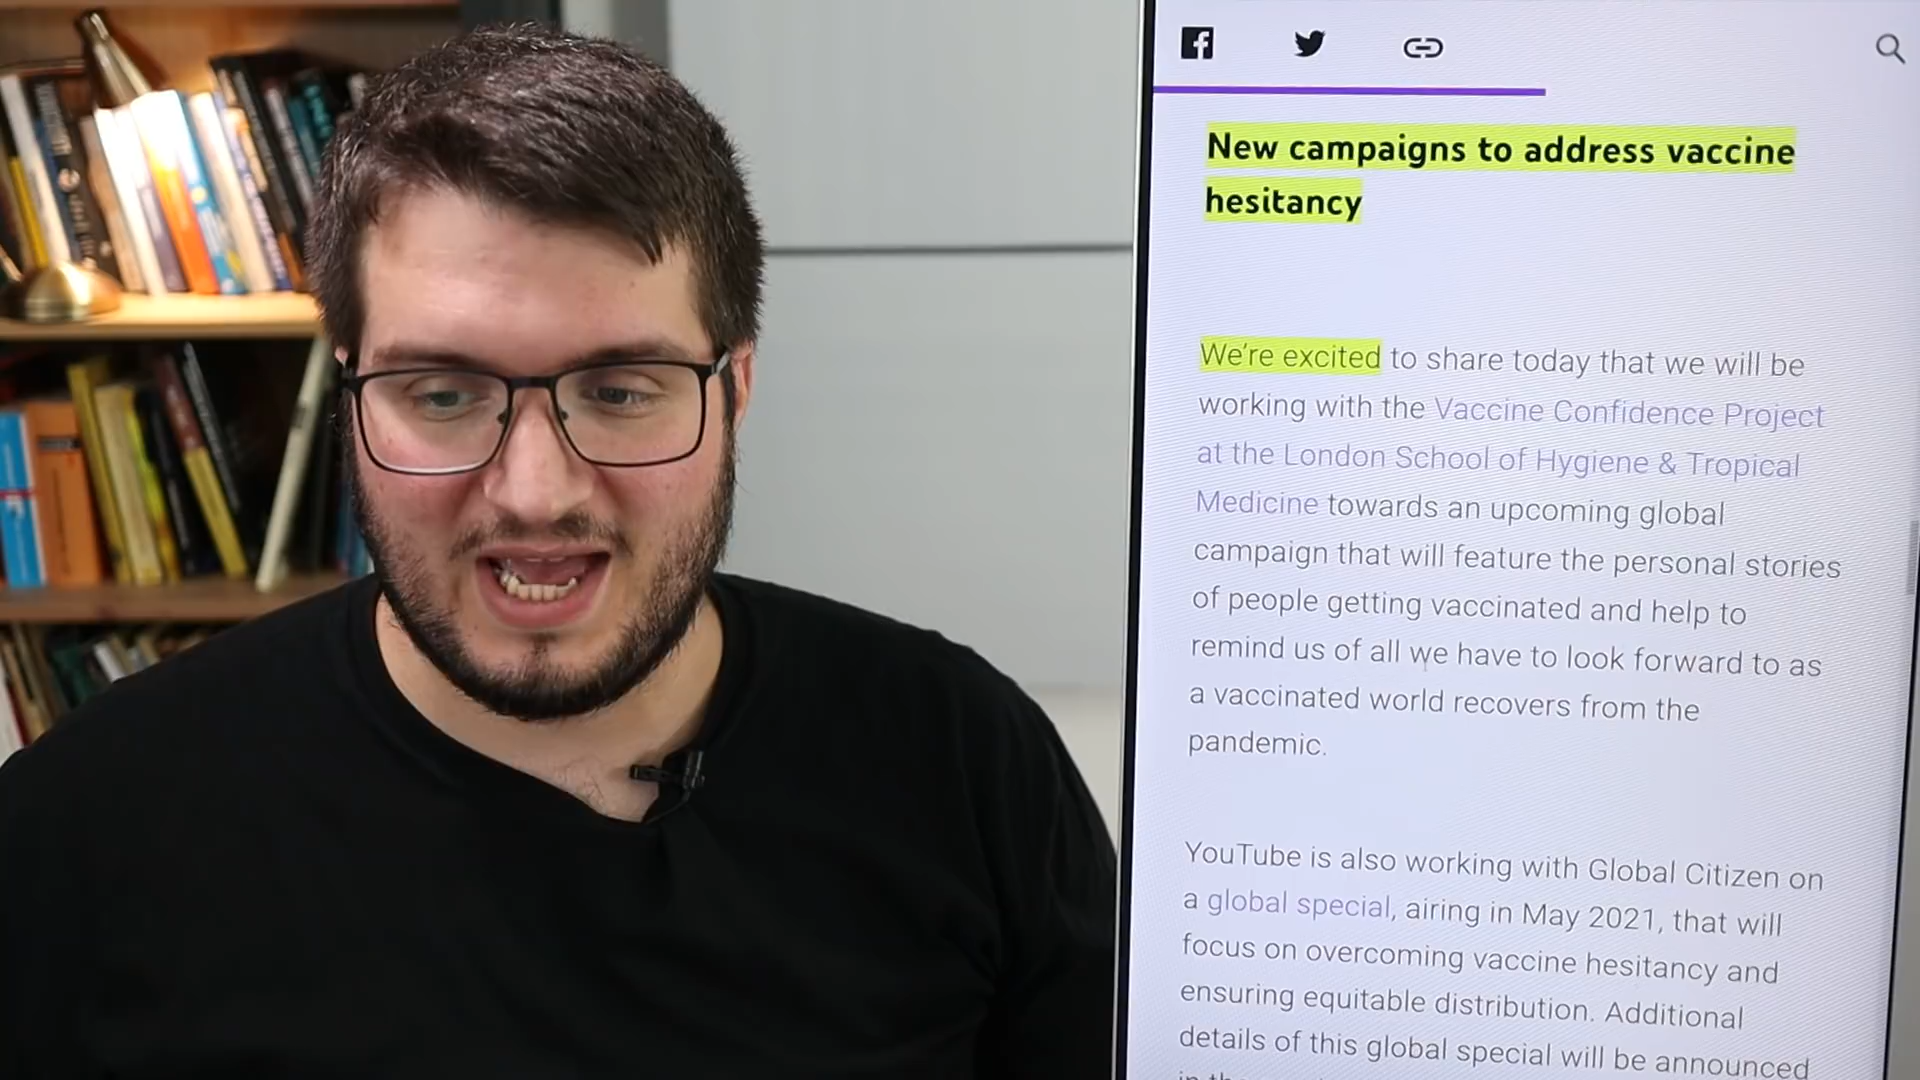 New campaigns to address vaccine
hesitancy
We're excited to share today that we will be
working with the Vaccine Confidence Project
at the London School of Hygiene & Tropical
Medicine towards an upcoming global
campaign that will feature the personal stories
of people getting vaccinated and help to
remind us of all we have to look forward to as
a vaccinated world recovers from the
pandemic.
YouTube is also working with Global Citizen on
a global special, airing in May 2021, that will
focus on overcoming vaccine hesitancy and
ensuring equitable distribution. Additional
details of this global special will be announced